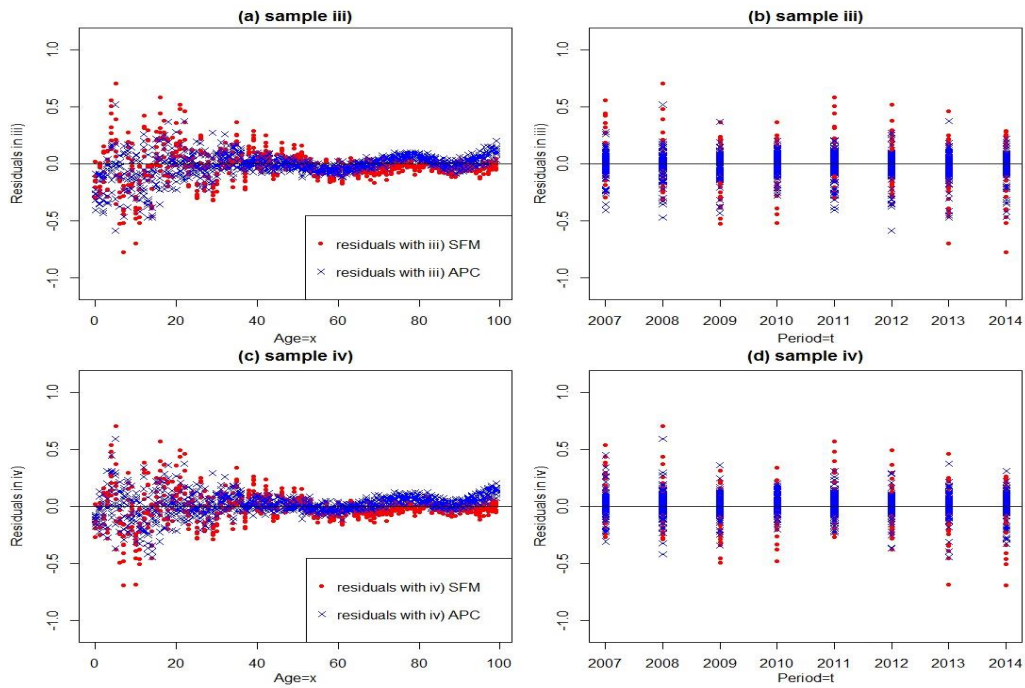 (a) sample iii)
Residuals in iii)
1.0
0.5
0.0
-0.5
-1.0
residuals with iii) SFM
residuals with iii) APC
0 20 40 60 80 100
Age=x
(b) sample iii)
Residuals in iii)
1.0
0.5
0.0
-0.5
-1.0
2007 2008 2009 2010 2011 2012 2013 2014
Period=t
(c) sample iv)
Residuals in iv)
1.0
0.5
0.0
-0.5
-1.0
residuals with iv) SFM
residuals with iv) APC
0 20 40 60 80 100
Age=x
(d) sample iv)
Residuals in iv)
1.0
0.5
0.0
-0.5
-1.0
2007 2008 2009 2010 2011 2012 2013 2014
Period=t